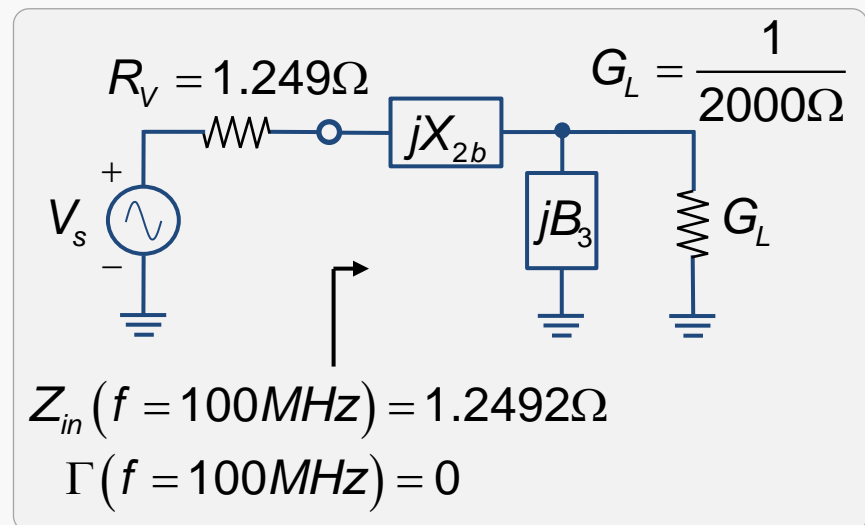 R_V = 1.249Ω
G_L = 1/2000Ω
jX_2b
+
V_s
−
jB_3
G_L
Z_in (f = 100MHz) = 1.2492Ω
Γ(f = 100MHz) = 0